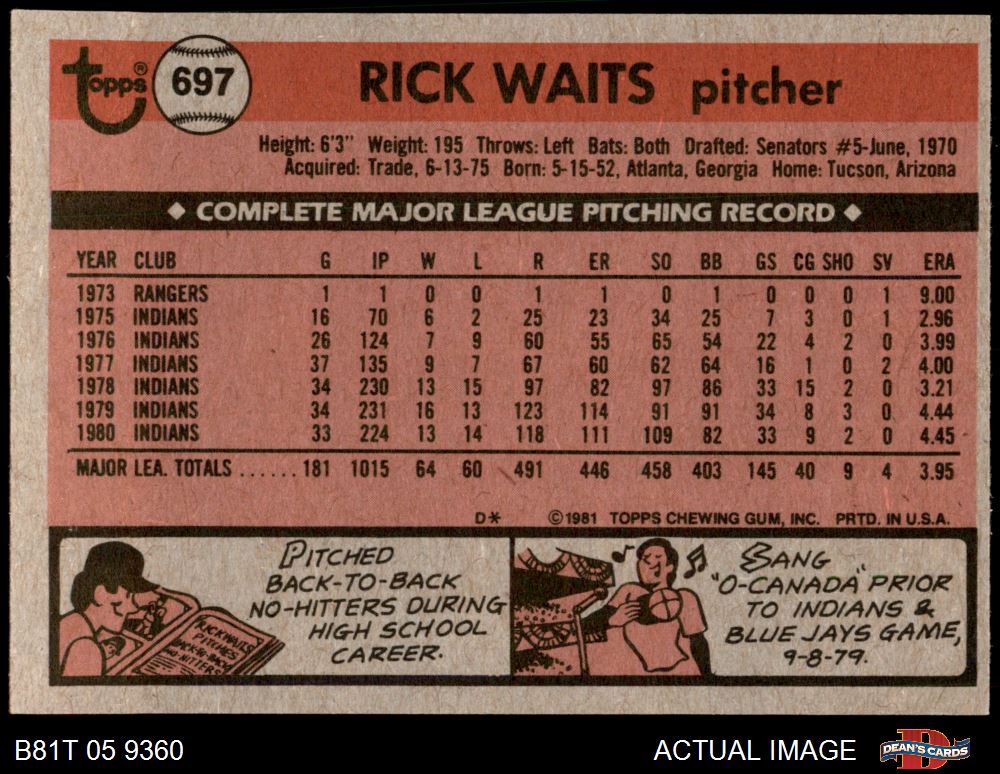 Topps®
697
RICK WAITS pitcher
Height: 6'3" Weight: 195 Throws: Left Bats: Both Drafted: Senators #5-June, 1970
Acquired: Trade, 6-13-75 Born: 5-15-52, Atlanta, Georgia Home: Tucson, Arizona
◆ COMPLETE MAJOR LEAGUE PITCHING RECORD ◆
YEAR CLUB G IP W L R ER SO BB GS CG SHO SV ERA
1973 RANGERS 1 1 0 0 1 1 0 1 0 0 0 1 9.00
1975 INDIANS 16 70 6 2 25 23 34 25 7 3 0 1 2.96
1976 INDIANS 26 124 7 9 60 55 65 54 22 4 2 0 3.99
1977 INDIANS 37 135 9 7 67 60 62 64 16 1 0 2 4.00
1978 INDIANS 34 230 13 15 97 82 97 86 33 15 2 0 3.21
1979 INDIANS 34 231 16 13 123 114 91 91 34 8 3 0 4.44
1980 INDIANS 33 224 13 14 118 111 109 82 33 9 2 0 4.45
MAJOR LEA. TOTALS ...... 181 1015 64 60 491 446 458 403 145 40 9 4 3.95
D* ©1981 TOPPS CHEWING GUM, INC. PRTD. IN U.S.A.
PITCHED
BACK-TO-BACK
NO-HITTERS DURING
HIGH SCHOOL
CAREER.
RICK WAITS
PITCHES
BACK-TO-BACK
NO HITTERS
SANG
"O-CANADA" PRIOR
TO INDIANS &
BLUE JAYS GAME,
9-8-79.
B81T 05 9360
ACTUAL IMAGE
DEAN'S CARDS